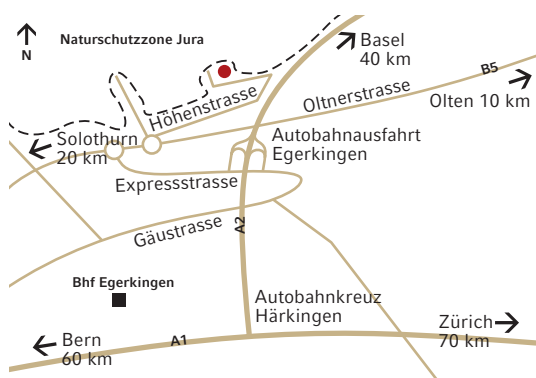 N
Naturschutzzone Jura
Basel
40 km
B5
Höhenstrasse
Oltnerstrasse
Olten 10 km
Solothurn
20 km
Autobahnausfahrt
Egerkingen
Expressstrasse
Gäustrasse
A2
Bhf Egerkingen
Autobahnkreuz
Härkingen
Zürich
70 km
Bern
60 km
A1